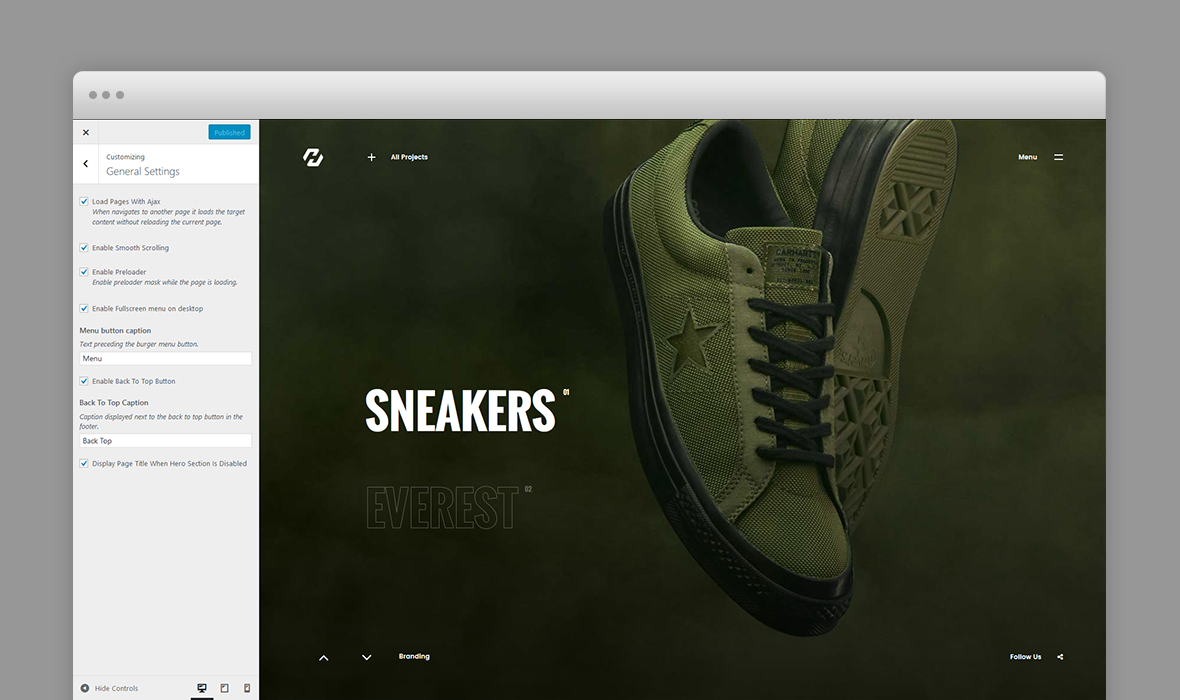 Published
Customizing
General Settings
Load Pages With Ajax
When navigates to another page it loads the target
content without reloading the current page.
Enable Smooth Scrolling
Enable Preloader
Enable preloader mask while the page is loading.
Enable Fullscreen menu on desktop
Menu button caption
Text preceding the burger menu button.
Menu
Enable Back To Top Button
Back To Top Caption
Caption displayed next to the back to top button in the
footer.
Back Top
Display Page Title When Hero Section Is Disabled
Hide Controls
All Projects
Menu
CARHARTT
SNEAKERS 01
EVEREST 02
Branding
Follow Us